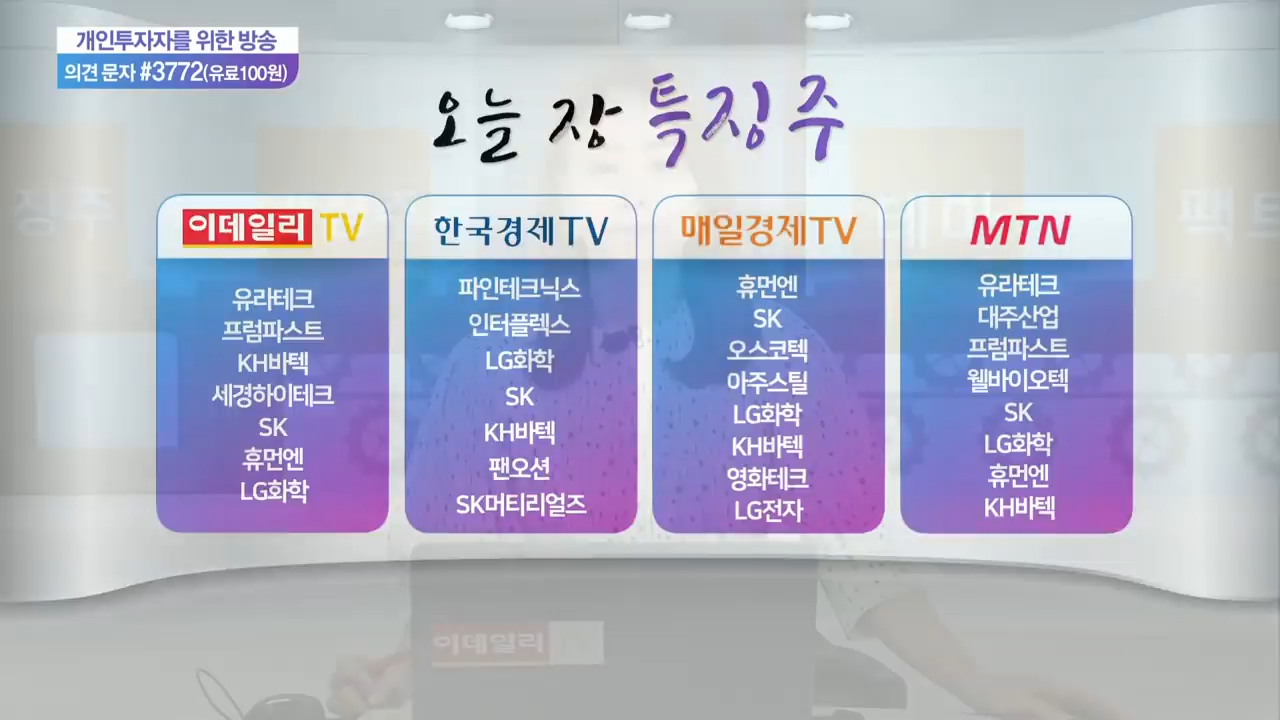 개인투자자를 위한 방송
의견 문자 #3772(유료100원)
오늘 장 특징주
이데일리 TV
유라테크
프럼파스트
KH바텍
세경하이테크
SK
휴먼엔
LG화학
한국경제TV
파인테크닉스
인터플렉스
LG화학
SK
KH바텍
팬오션
SK머티리얼즈
매일경제TV
휴먼엔
SK
오스코텍
아주스틸
LG화학
KH바텍
영화테크
LG전자
MTN
유라테크
대주산업
프럼파스트
웰바이오텍
SK
LG화학
휴먼엔
KH바텍
징주
팩트
이데일리 TV